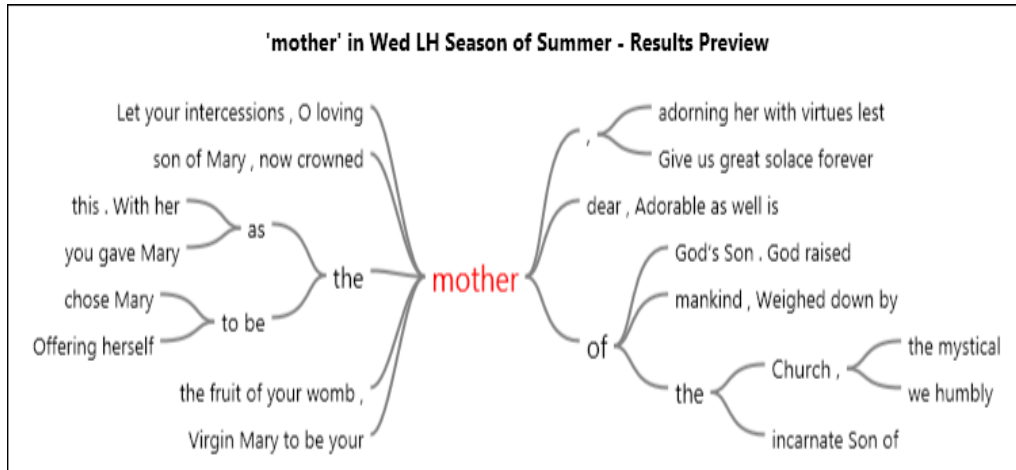 'mother' in Wed LH Season of Summer - Results Preview
Let your intercessions , O loving
son of Mary , now crowned
this . With her
you gave Mary
as
chose Mary
Offering herself
to be
the
the fruit of your womb ,
Virgin Mary to be your
mother
,
adorning her with virtues lest
Give us great solace forever
dear , Adorable as well is
of
God's Son . God raised
mankind , Weighed down by
the
Church ,
the mystical
we humbly
incarnate Son of